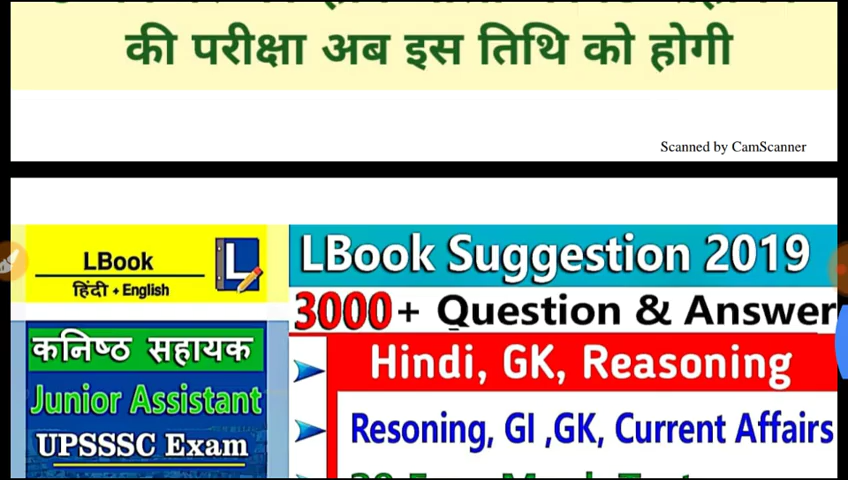 की परीक्षा अब इस तिथि को होगी
Scanned by CamScanner
LBook
हिंदी + English
L
LBook Suggestion 2019
3000+ Question & Answer
कनिष्ठ सहायक
Junior Assistant
UPSSSC Exam
Hindi, GK, Reasoning
Resoning, GI ,GK, Current Affairs